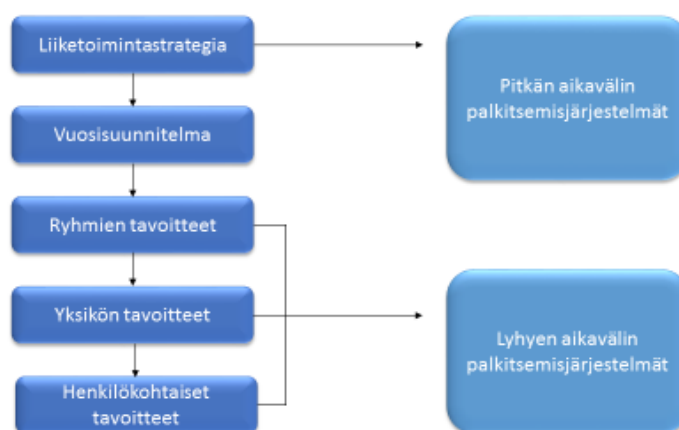 Liiketoimintastrategia
Pitkän aikavälin
palkitsemisjärjestelmät
Vuosisuunnitelma
Ryhmien tavoitteet
Yksikön tavoitteet
Lyhyen aikavälin
palkitsemisjärjestelmät
Henkilökohtaiset
tavoitteet